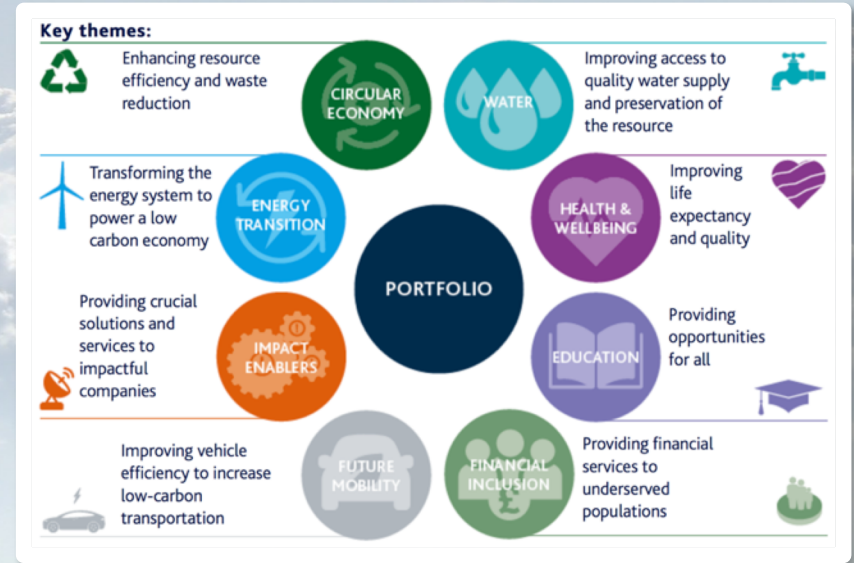 Key themes:
Enhancing resource
efficiency and waste
reduction
CIRCULAR
ECONOMY
WATER
Improving access to
quality water supply
and preservation of
the resource
Transforming the
energy system to
power a low
carbon economy
ENERGY
TRANSITION
HEALTH &
WELLBEING
Improving
life
expectancy
and quality
PORTFOLIO
Providing crucial
solutions and
services to
impactful
companies
IMPACT
ENABLERS
EDUCATION
Providing
opportunities
for all
Improving vehicle
efficiency to increase
low-carbon
transportation
FUTURE
MOBILITY
FINANCIAL
INCLUSION
£
Providing financial
services to
underserved
populations